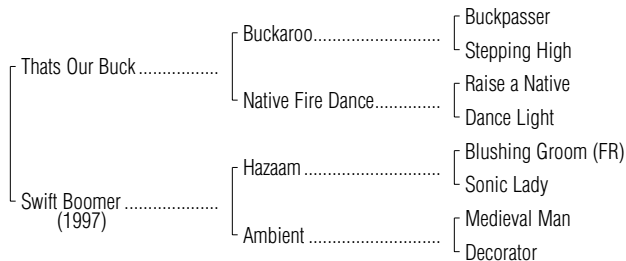 Buckpasser
Buckaroo..........................
Stepping High
Thats Our Buck .................
Raise a Native
Native Fire Dance..............
Dance Light
Blushing Groom (FR)
Hazaam ............................
Sonic Lady
Swift Boomer ....................
(1997)
Medieval Man
Ambient ...........................
Decorator